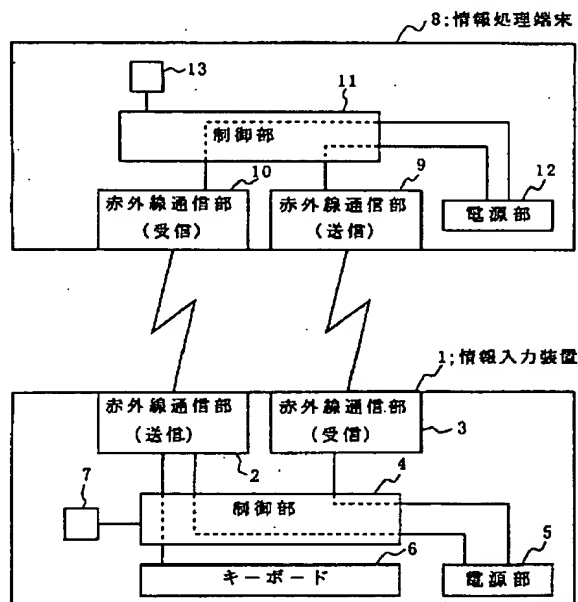 8;情報処理端末
13
11
制御部
10
9
12
赤外線通信部
(受信)
赤外線通信部
(送信)
電源部
1;情報入力装置
赤外線通信部
(送信)
赤外線通信部
(受信)
3
2
4
7
制御部
6
5
キーボード
電源部